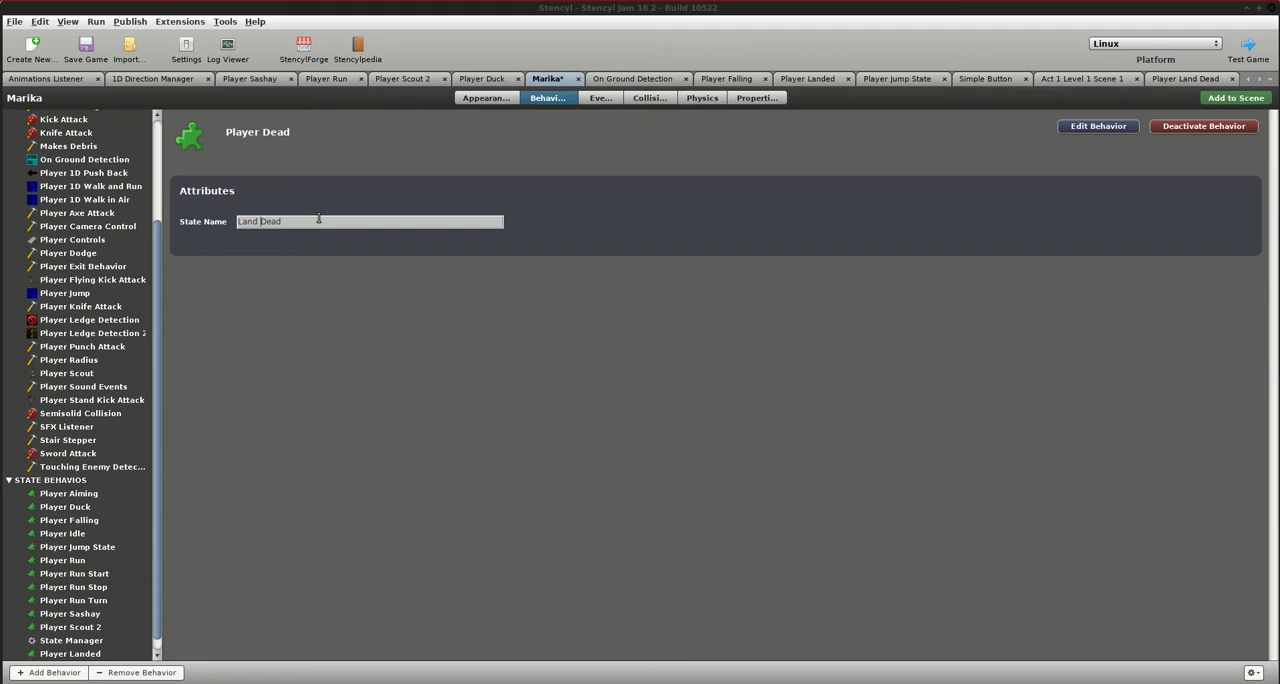 Stencyl - Stencyl Jam 18 2 - Build 10522
File Edit View Run Publish Extensions Tools Help
Create New... Save Game Import... Settings Log Viewer StencylForge Stencylpedia
Linux
Platform Test Game
Animations Listener 1D Direction Manager Player Sashay Player Run Player Scout 2 Player Duck Marika* On Ground Detection Player Falling Player Landed Player Jump State Simple Button Act 1 Level 1 Scene 1 Player Land Dead
Marika Appearan... Behavi... Eve... Collisi... Physics Properti... Add to Scene
Kick Attack
Knife Attack
Makes Debris
On Ground Detection
Player 1D Push Back
Player 1D Walk and Run
Player 1D Walk in Air
Player Axe Attack
Player Camera Control
Player Controls
Player Dodge
Player Exit Behavior
Player Flying Kick Attack
Player Jump
Player Knife Attack
Player Ledge Detection
Player Ledge Detection 2
Player Punch Attack
Player Radius
Player Scout
Player Sound Events
Player Stand Kick Attack
Semisolid Collision
SFX Listener
Stair Stepper
Sword Attack
Touching Enemy Detec...
STATE BEHAVIOS
Player Aiming
Player Duck
Player Falling
Player Idle
Player Jump State
Player Run
Player Run Start
Player Run Stop
Player Run Turn
Player Sashay
Player Scout 2
State Manager
Player Landed
Player Dead
Edit Behavior Deactivate Behavior
Attributes
State Name Land Dead
+ Add Behavior − Remove Behavior